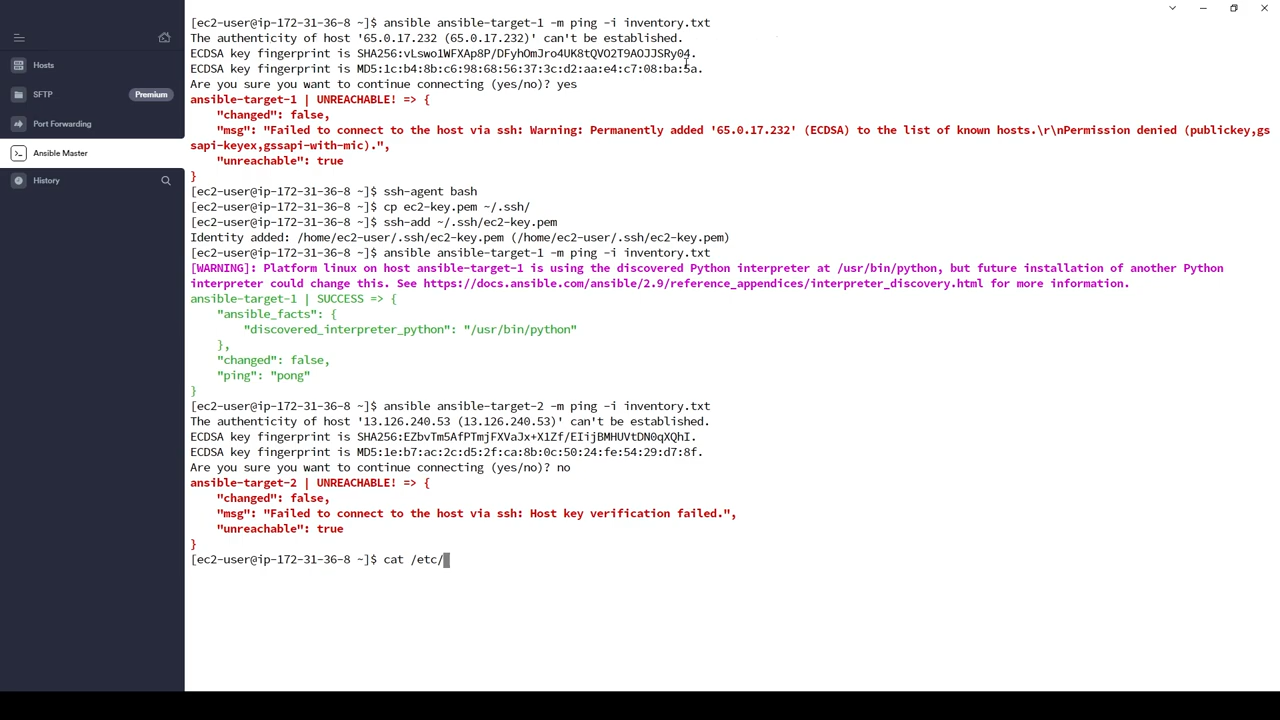 [ec2-user@ip-172-31-36-8 ~]$ ansible ansible-target-1 -m ping -i inventory.txt
The authenticity of host '65.0.17.232 (65.0.17.232)' can't be established.
ECDSA key fingerprint is SHA256:vLswo1WFXAp8P/DFyhOmJro4UK8tQVO2T9AOJJSRy04.
ECDSA key fingerprint is MD5:1c:b4:8b:c6:98:68:56:37:3c:d2:aa:e4:c7:08:ba:5a.
Are you sure you want to continue connecting (yes/no)? yes
ansible-target-1 | UNREACHABLE! => {
"changed": false,
"msg": "Failed to connect to the host via ssh: Warning: Permanently added '65.0.17.232' (ECDSA) to the list of known hosts.\r\nPermission denied (publickey,gs
sapi-keyex,gssapi-with-mic).",
"unreachable": true
}
[ec2-user@ip-172-31-36-8 ~]$ ssh-agent bash
[ec2-user@ip-172-31-36-8 ~]$ cp ec2-key.pem ~/.ssh/
[ec2-user@ip-172-31-36-8 ~]$ ssh-add ~/.ssh/ec2-key.pem
Identity added: /home/ec2-user/.ssh/ec2-key.pem (/home/ec2-user/.ssh/ec2-key.pem)
[ec2-user@ip-172-31-36-8 ~]$ ansible ansible-target-1 -m ping -i inventory.txt
[WARNING]: Platform linux on host ansible-target-1 is using the discovered Python interpreter at /usr/bin/python, but future installation of another Python
interpreter could change this. See https://docs.ansible.com/ansible/2.9/reference_appendices/interpreter_discovery.html for more information.
ansible-target-1 | SUCCESS => {
"ansible_facts": {
"discovered_interpreter_python": "/usr/bin/python"
},
"changed": false,
"ping": "pong"
}
[ec2-user@ip-172-31-36-8 ~]$ ansible ansible-target-2 -m ping -i inventory.txt
The authenticity of host '13.126.240.53 (13.126.240.53)' can't be established.
ECDSA key fingerprint is SHA256:EZbvTm5AfPTmjFXVaJx+X1Zf/EIijBMHUVtDN0qXQhI.
ECDSA key fingerprint is MD5:1e:b7:ac:2c:d5:2f:ca:8b:0c:50:24:fe:54:29:d7:8f.
Are you sure you want to continue connecting (yes/no)? no
ansible-target-2 | UNREACHABLE! => {
"changed": false,
"msg": "Failed to connect to the host via ssh: Host key verification failed.",
"unreachable": true
}
[ec2-user@ip-172-31-36-8 ~]$ cat /etc/
Hosts
SFTP Premium
Port Forwarding
Ansible Master
History